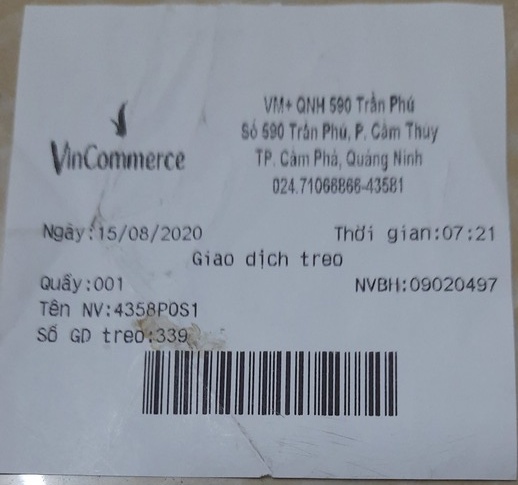 VM+ QNH 590 Trần Phú
Số 590 Trần Phú, P. Cẩm Thủy
VinCommerce
TP. Cẩm Phả, Quảng Ninh
024.71066866-43581
Ngày:15/08/2020 Thời gian:07:21
Giao dịch treo
Quầy:001 NVBH:09020497
Tên NV:4358POS1
Số GD treo:339